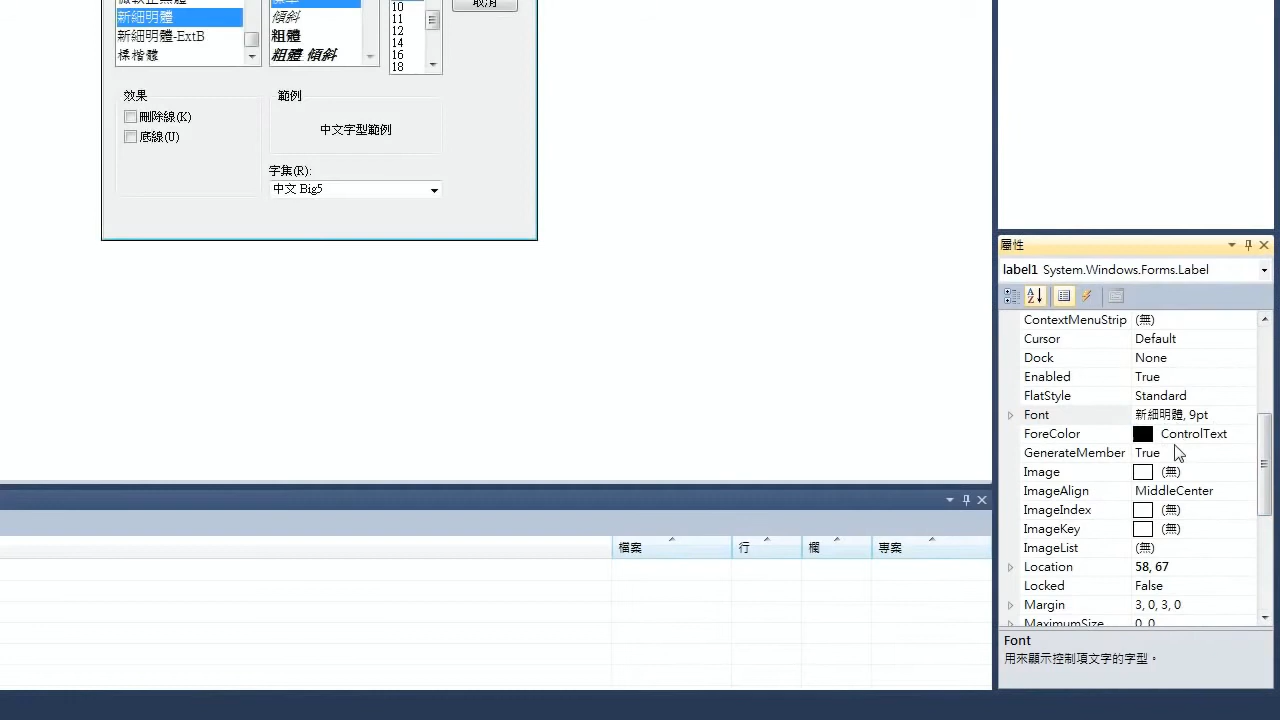 新細明體
新細明體-ExtB
標楷體
傾斜
粗體
粗體 傾斜
10
11
12
14
16
18
取消
效果
刪除線(K)
底線(U)
範例
中文字型範例
字集(R):
中文 Big5
屬性
label1 System.Windows.Forms.Label
ContextMenuStrip (無)
Cursor Default
Dock None
Enabled True
FlatStyle Standard
Font 新細明體, 9pt
ForeColor ControlText
GenerateMember True
Image (無)
ImageAlign MiddleCenter
ImageIndex (無)
ImageKey (無)
ImageList (無)
Location 58, 67
Locked False
Margin 3, 0, 3, 0
MaximumSize 0, 0
Font
用來顯示控制項文字的字型。
檔案 行 欄 專案